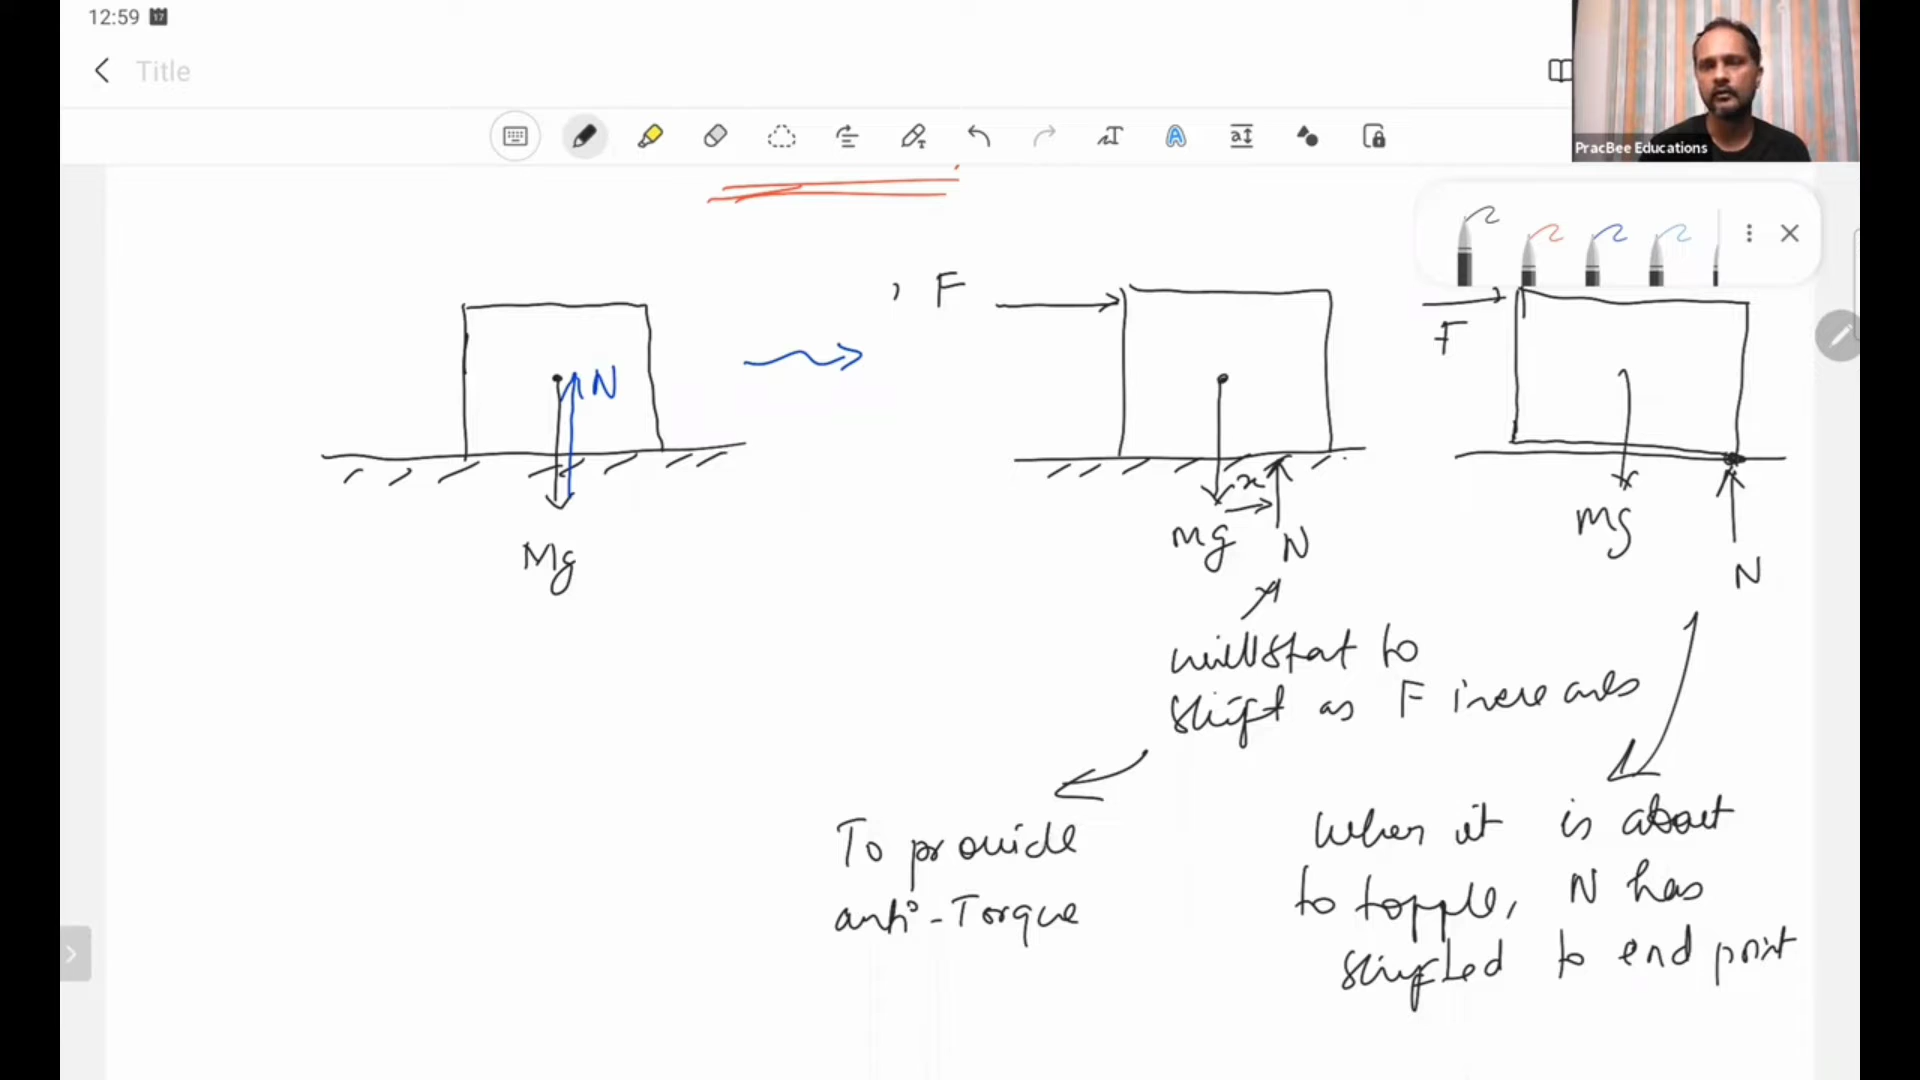 12:59 17
Title
PracBee Educations
N
Mg
, F
x
mg
N
F
mg
N
will start to
shift as F increases
To provide
anti-Torque
When it is about
to topple, N has
shifted to end point